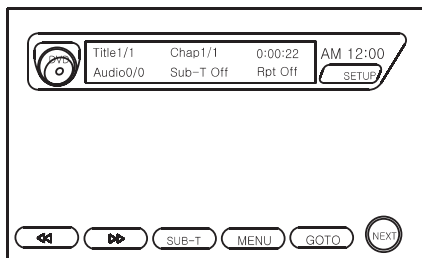 DVD
Title1/1 Chap1/1 0:00:22
Audio0/0 Sub-T Off Rpt Off
AM 12:00
SETUP
SUB-T MENU GOTO NEXT